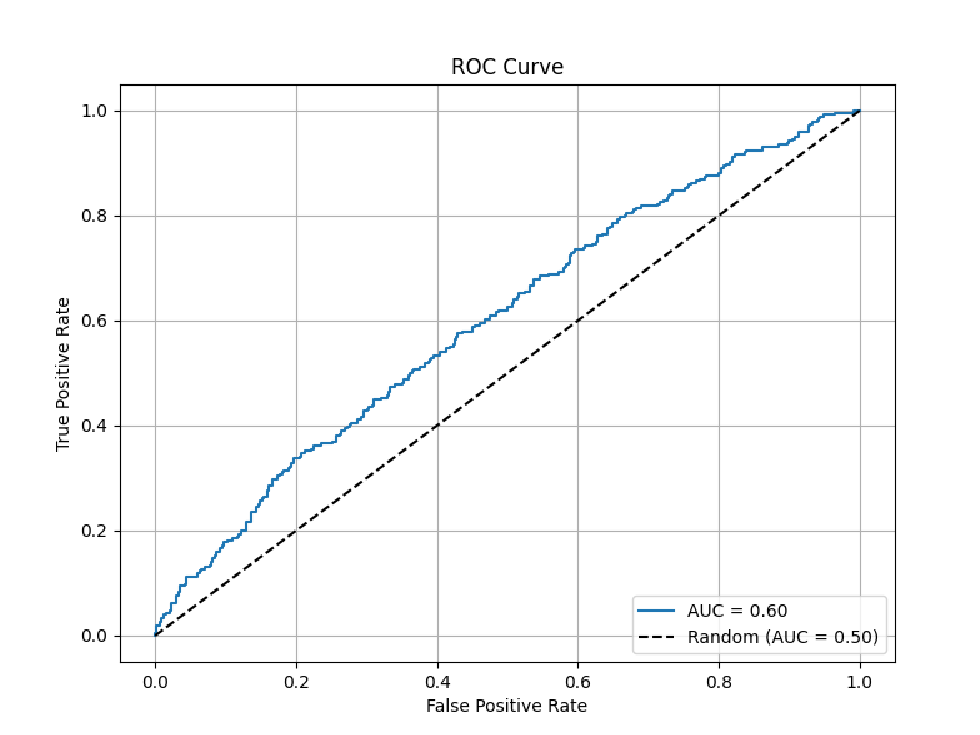 ROC Curve
True Positive Rate
1.0
0.8
0.6
0.4
0.2
0.0
0.0 0.2 0.4 0.6 0.8 1.0
False Positive Rate
AUC = 0.60
Random (AUC = 0.50)